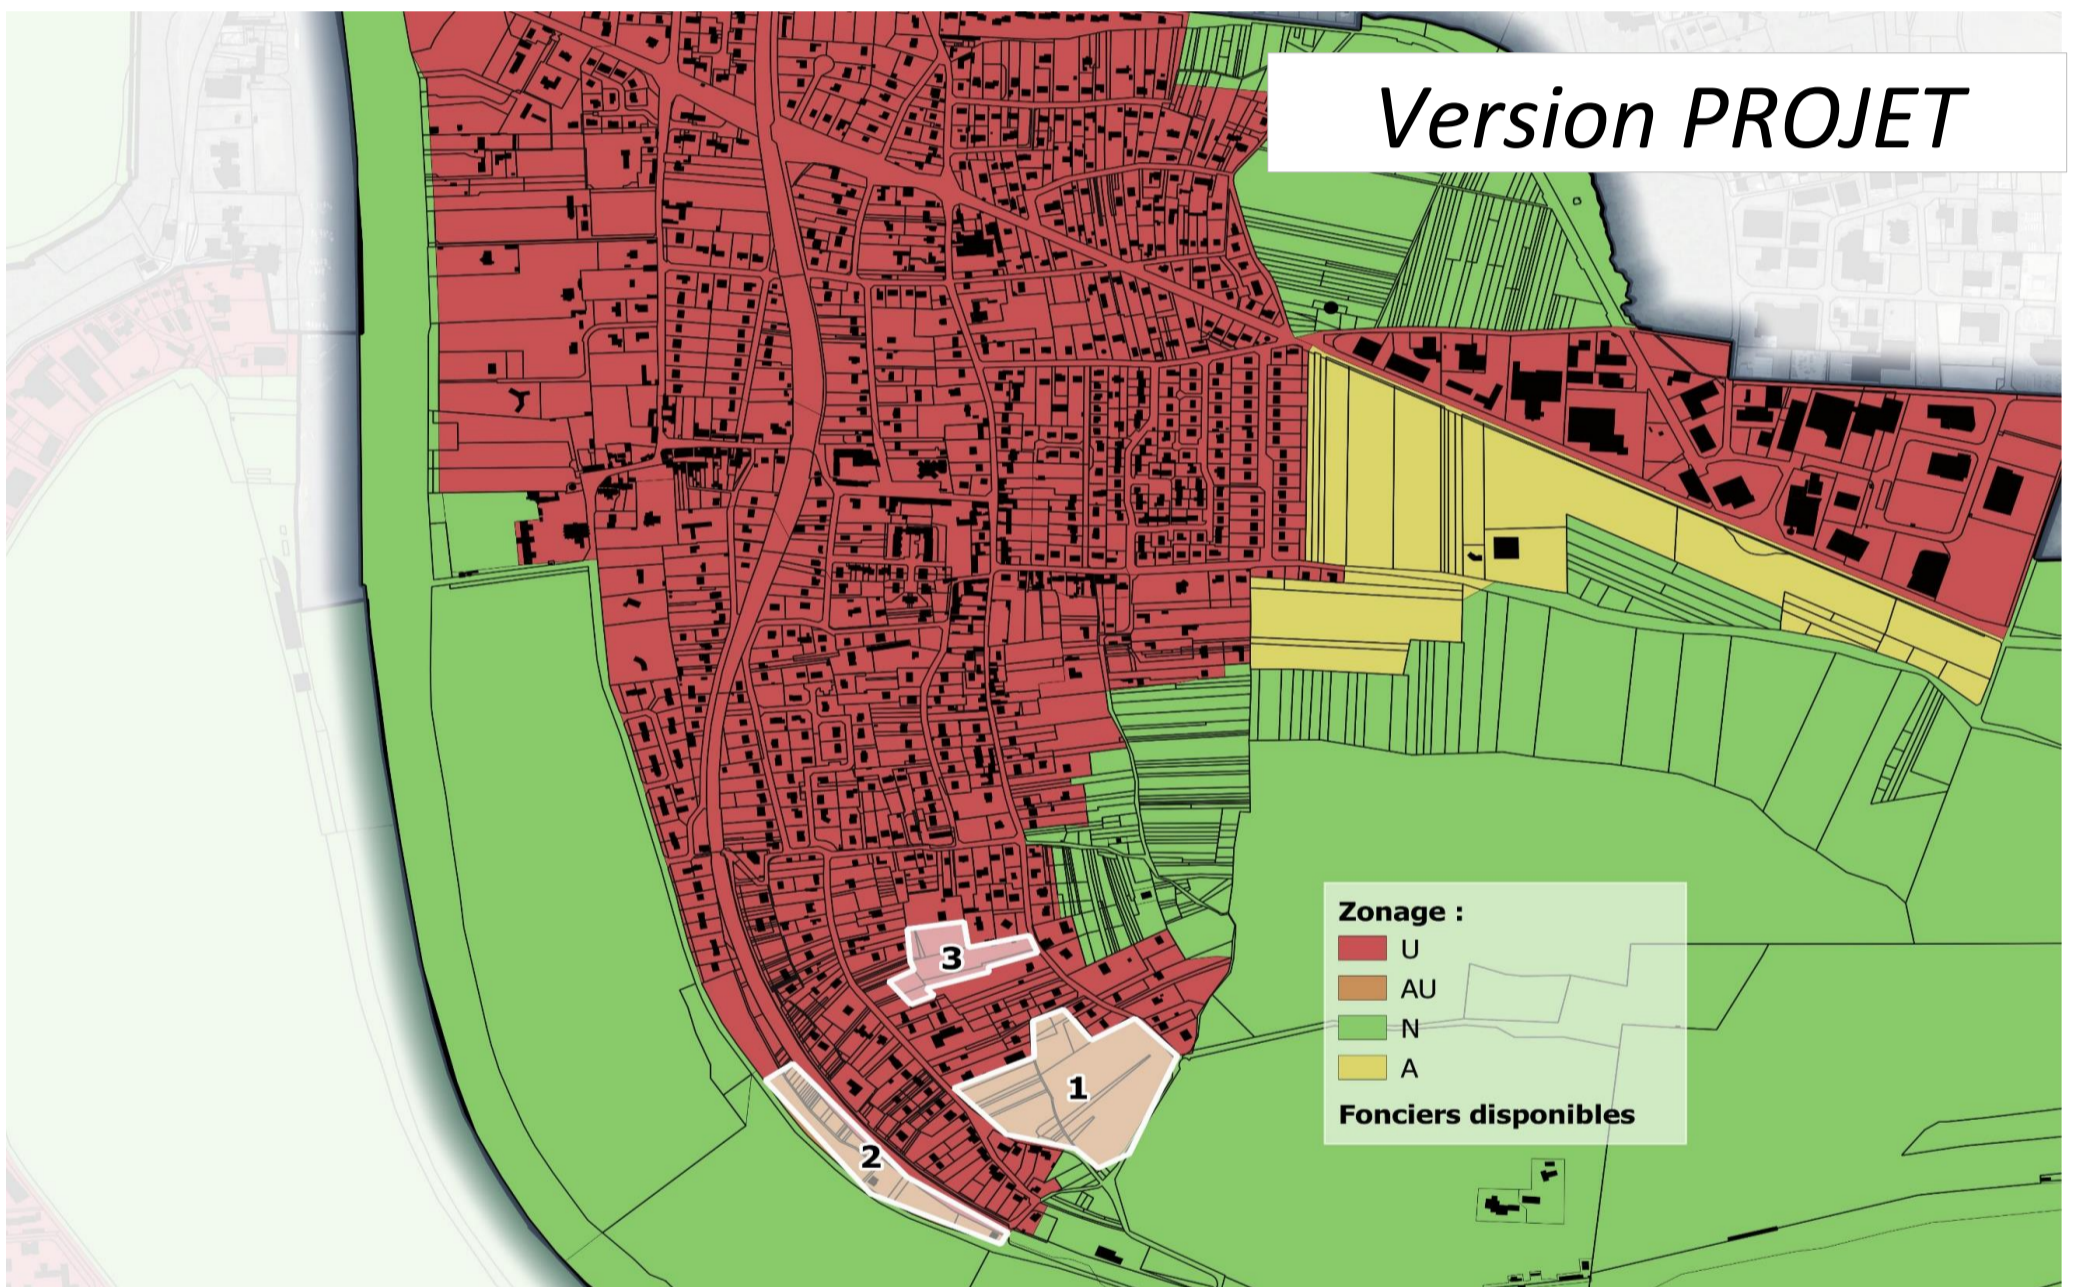 Version PROJET
3
1
2
Zonage :
U
AU
N
A
Fonciers disponibles